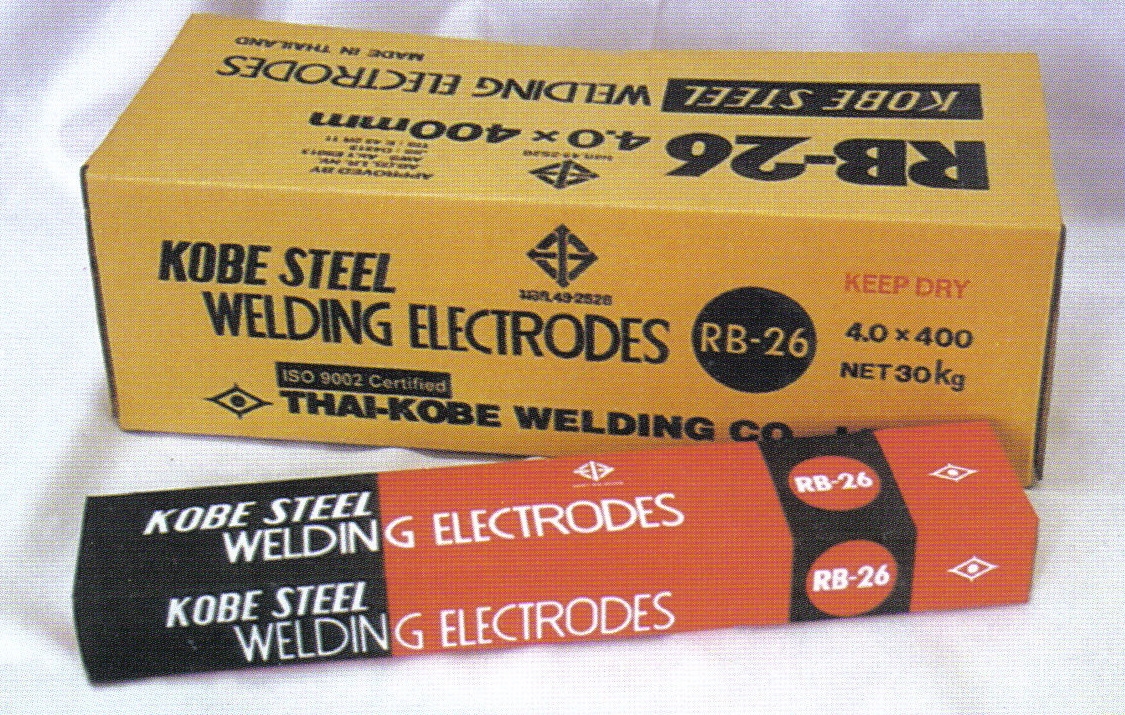 MADE IN THAILAND
KOBE STEEL WELDING ELECTRODES
RB-26 4.0 × 400mm
APPROVED BY
KOBE STEEL
WELDING ELECTRODES
RB-26
KEEP DRY
4.0 × 400
NET 30kg
ISO 9002 Certified
THAI-KOBE WELDING CO.
KOBE STEEL
WELDING ELECTRODES
RB-26
KOBE STEEL
WELDING ELECTRODES
RB-26